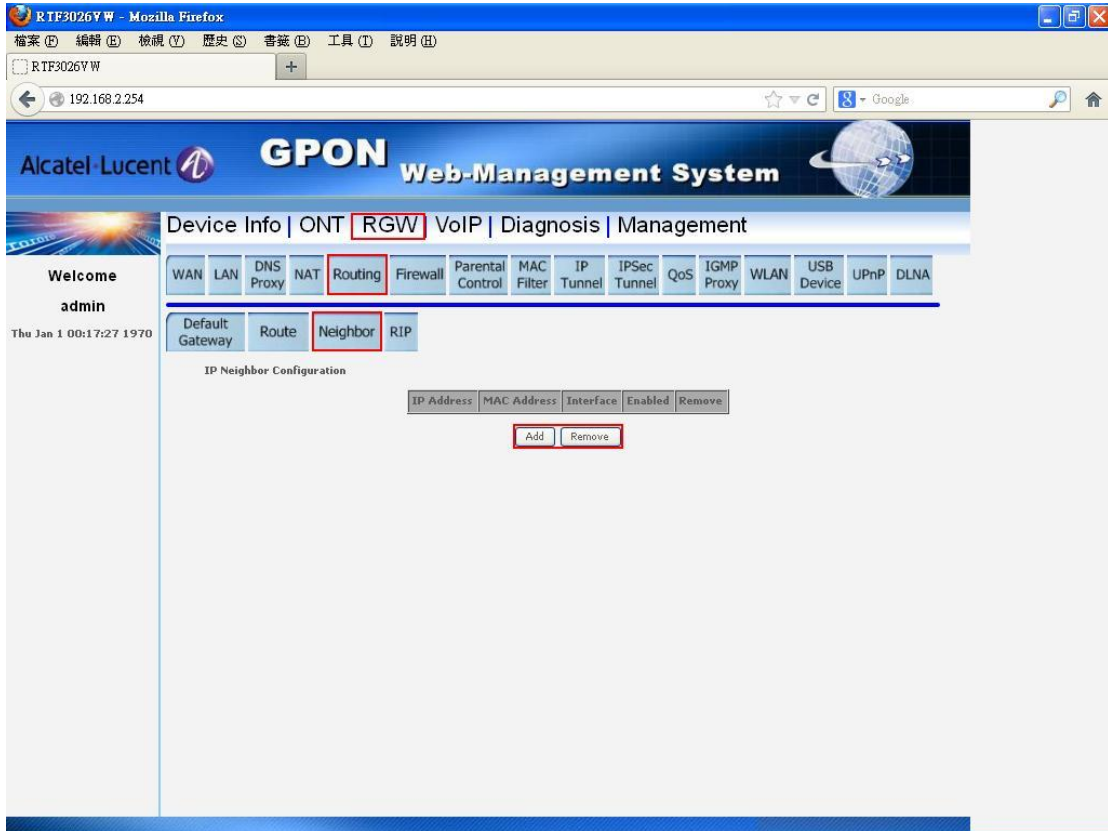 RTF3026VW - Mozilla Firefox
檔案(F) 編輯(E) 檢視(V) 歷史(S) 書籤(B) 工具(T) 說明(H)
RTF3026VW +
192.168.2.254 Google
Alcatel·Lucent GPON Web-Management System
Device Info | ONT | RGW | VoIP | Diagnosis | Management
Welcome
admin
Thu Jan 1 00:17:27 1970
WAN LAN DNS Proxy NAT Routing Firewall Parental Control MAC Filter IP Tunnel IPSec Tunnel QoS IGMP Proxy WLAN USB Device UPnP DLNA
Default Gateway Route Neighbor RIP
IP Neighbor Configuration
IP Address MAC Address Interface Enabled Remove
Add Remove